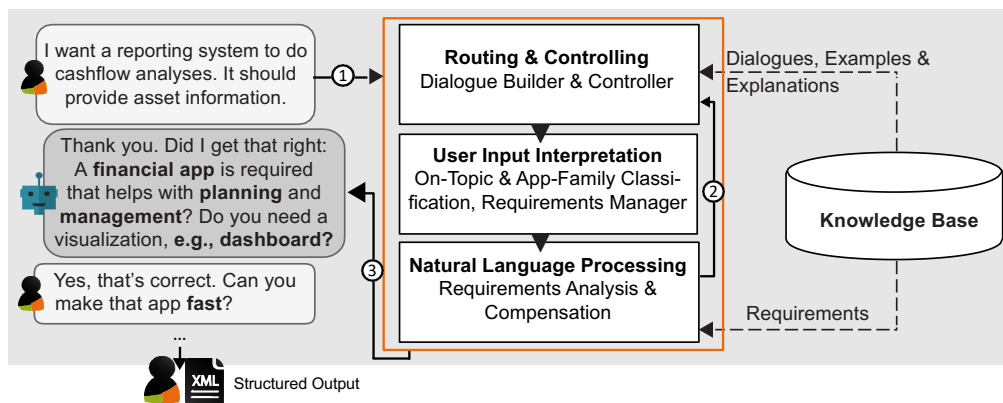 I want a reporting system to do
cashflow analyses. It should
provide asset information.
1
Thank you. Did I get that right:
A financial app is required
that helps with planning and
management? Do you need a
visualization, e.g., dashboard?
3
Yes, that's correct. Can you
make that app fast?
...
XML
Structured Output
Routing & Controlling
Dialogue Builder & Controller
User Input Interpretation
On-Topic & App-Family Classi-
fication, Requirements Manager
2
Natural Language Processing
Requirements Analysis &
Compensation
Dialogues, Examples &
Explanations
Knowledge Base
Requirements